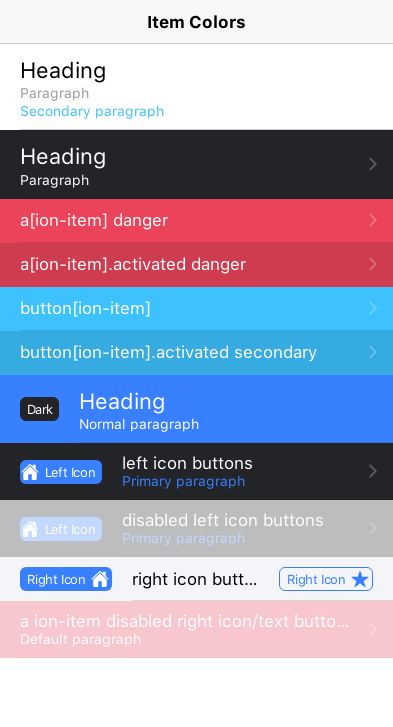 Item Colors
Heading
Paragraph
Secondary paragraph
Heading
Paragraph
a[ion-item] danger
a[ion-item].activated danger
button[ion-item]
button[ion-item].activated secondary
Dark
Heading
Normal paragraph
Left Icon
left icon buttons
Primary paragraph
Left Icon
disabled left icon buttons
Primary paragraph
Right Icon right icon butt... Right Icon
a ion-item disabled right icon/text butto...
Default paragraph